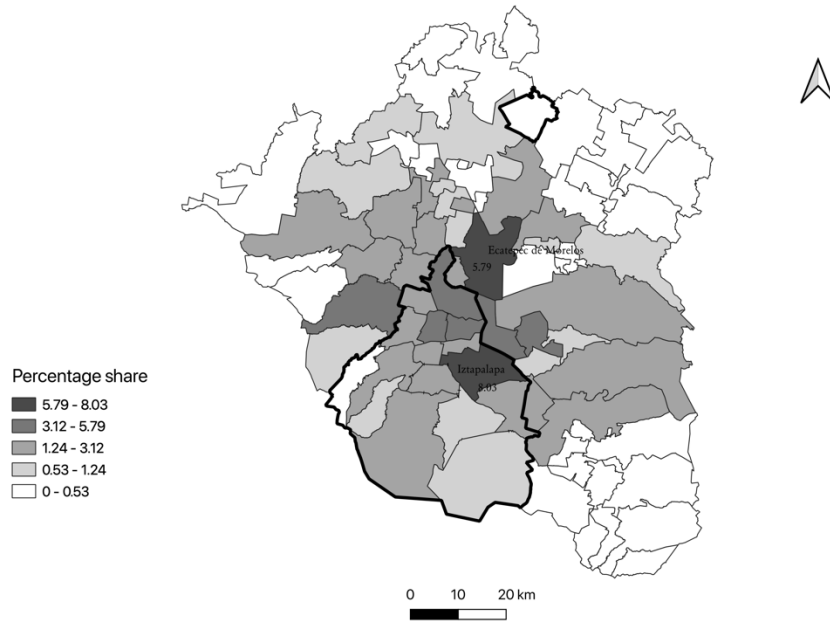 Ecatepec de Morelos
5.79
Iztapalapa
8.03
Percentage share
5.79 - 8.03
3.12 - 5.79
1.24 - 3.12
0.53 - 1.24
0 - 0.53
0 10 20 km